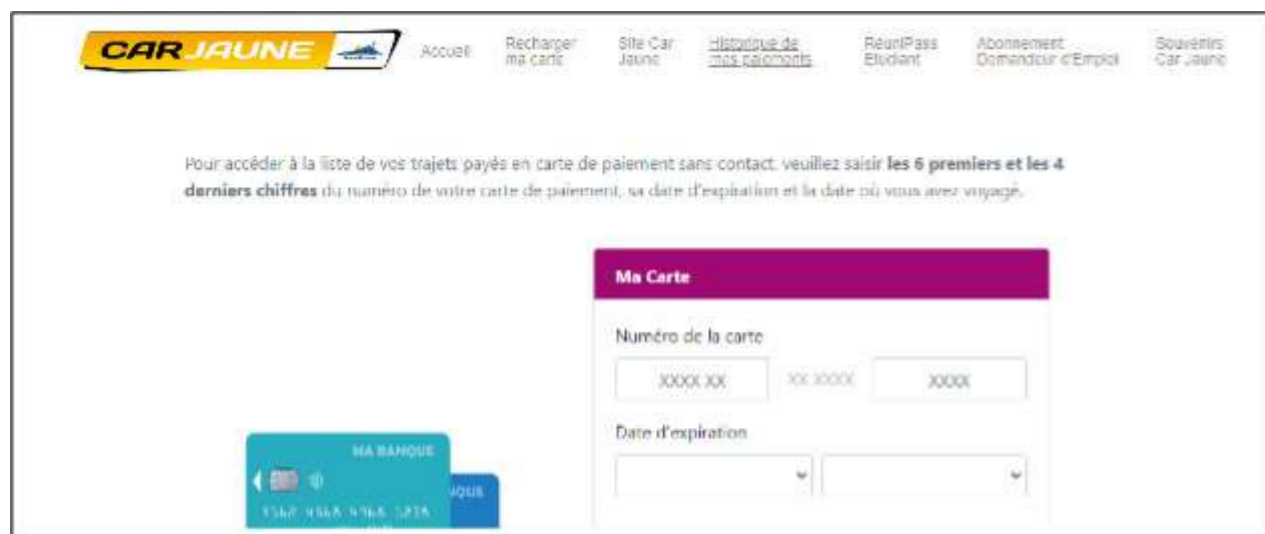 CARJAUNE
Accueil
Recharger
ma carte
Site Car
Jaune
Historique de
mes paiements
RéuniPass
Etudiant
Abonnement
Demandeur d'Emploi
Souvenirs
Car Jaune
Pour accéder à la liste de vos trajets payés en carte de paiement sans contact, veuillez saisir les 6 premiers et les 4
derniers chiffres du numéro de votre carte de paiement, sa date d'expiration et la date où vous avez voyagé.
Ma Carte
Numéro de la carte
XXXX XX
XX XXXX
XXXX
Date d'expiration
MA BANQUE
NQUE